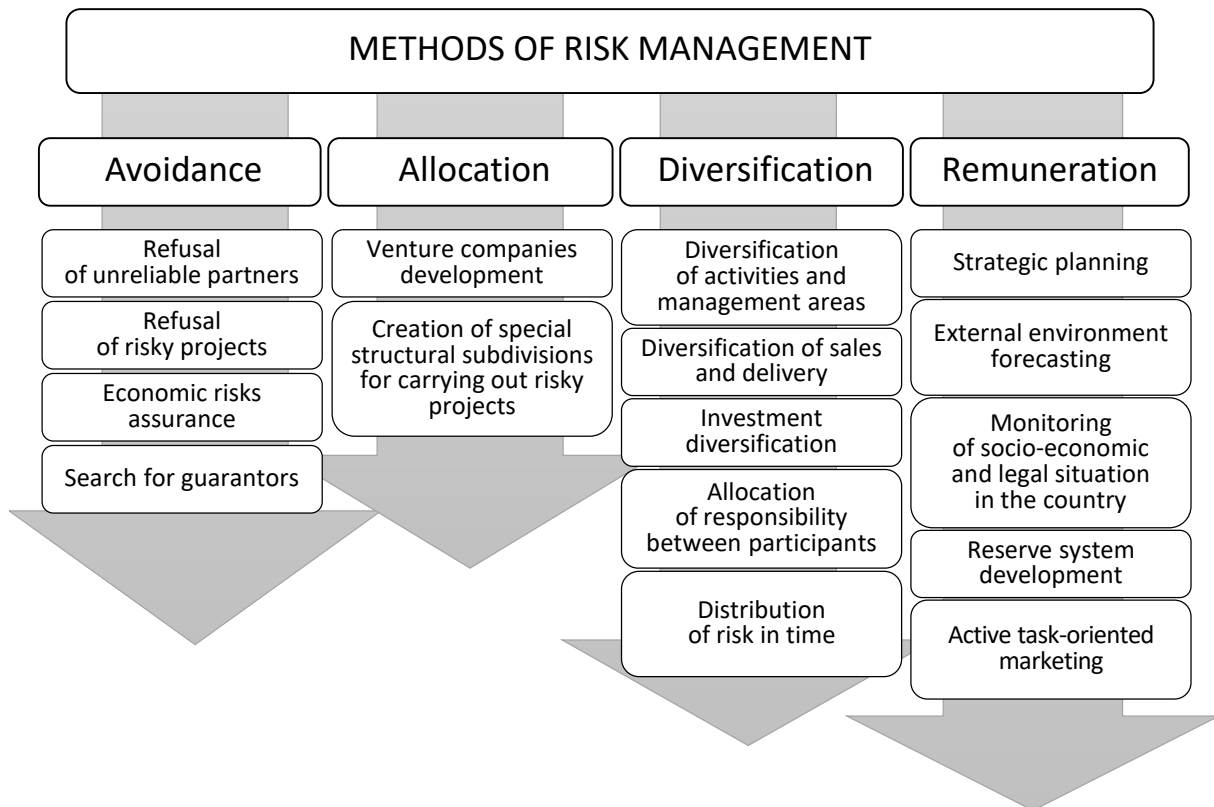 METHODS OF RISK MANAGEMENT
Avoidance
Refusal
of unreliable partners
Refusal
of risky projects
Economic risks
assurance
Search for guarantors
Allocation
Venture companies
development
Creation of special
structural subdivisions
for carrying out risky
projects
Diversification
Diversification
of activities and
management areas
Diversification of sales
and delivery
Investment
diversification
Allocation
of responsibility
between participants
Distribution
of risk in time
Remuneration
Strategic planning
External environment
forecasting
Monitoring
of socio-economic
and legal situation
in the country
Reserve system
development
Active task-oriented
marketing